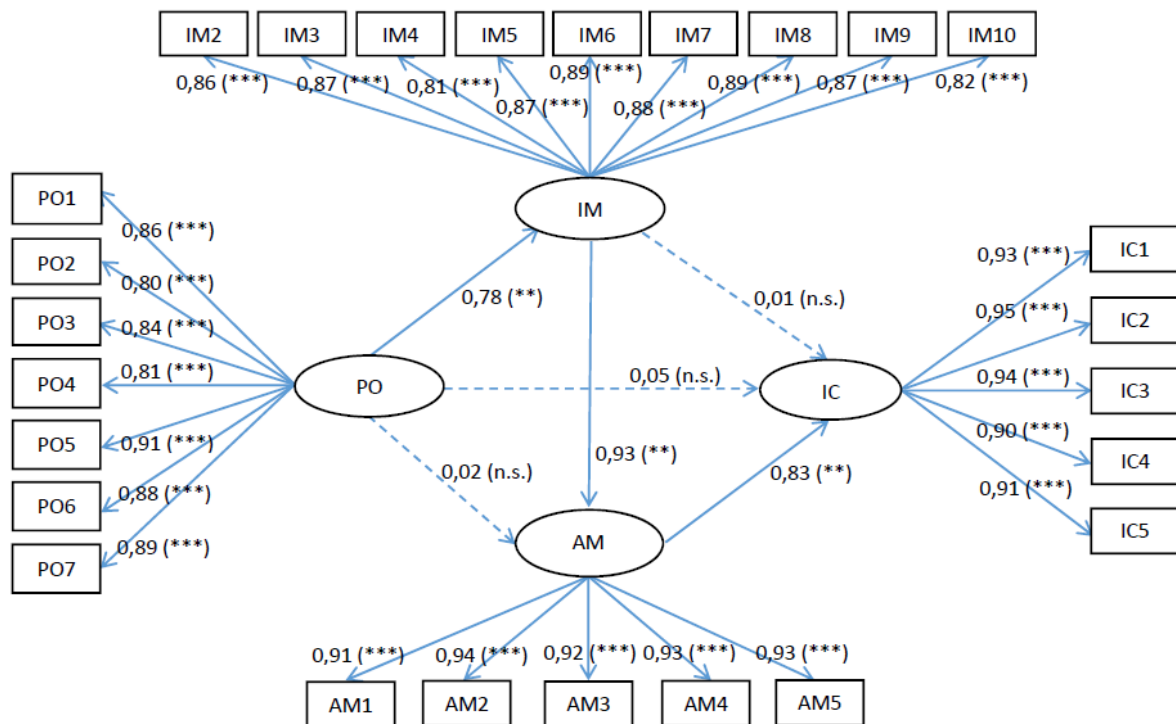 IM2 IM3 IM4 IM5 IM6 IM7 IM8 IM9 IM10
0,86 (***) 0,87 (***) 0,81 (***) 0,87 (***) 0,89 (***) 0,88 (***) 0,89 (***) 0,87 (***) 0,82 (***)
IM
PO1
0,86 (***)
PO2
0,80 (***)
PO3
0,84 (***)
PO4
0,81 (***)
PO5
0,91 (***)
PO6
0,88 (***)
PO7
0,89 (***)
PO
0,78 (**)
0,01 (n.s.)
0,05 (n.s.)
0,02 (n.s.)
0,93 (**)
0,83 (**)
IC
0,93 (***)
IC1
0,95 (***)
IC2
0,94 (***)
IC3
0,90 (***)
IC4
0,91 (***)
IC5
AM
0,91 (***) 0,94 (***) 0,92 (***) 0,93 (***) 0,93 (***)
AM1 AM2 AM3 AM4 AM5